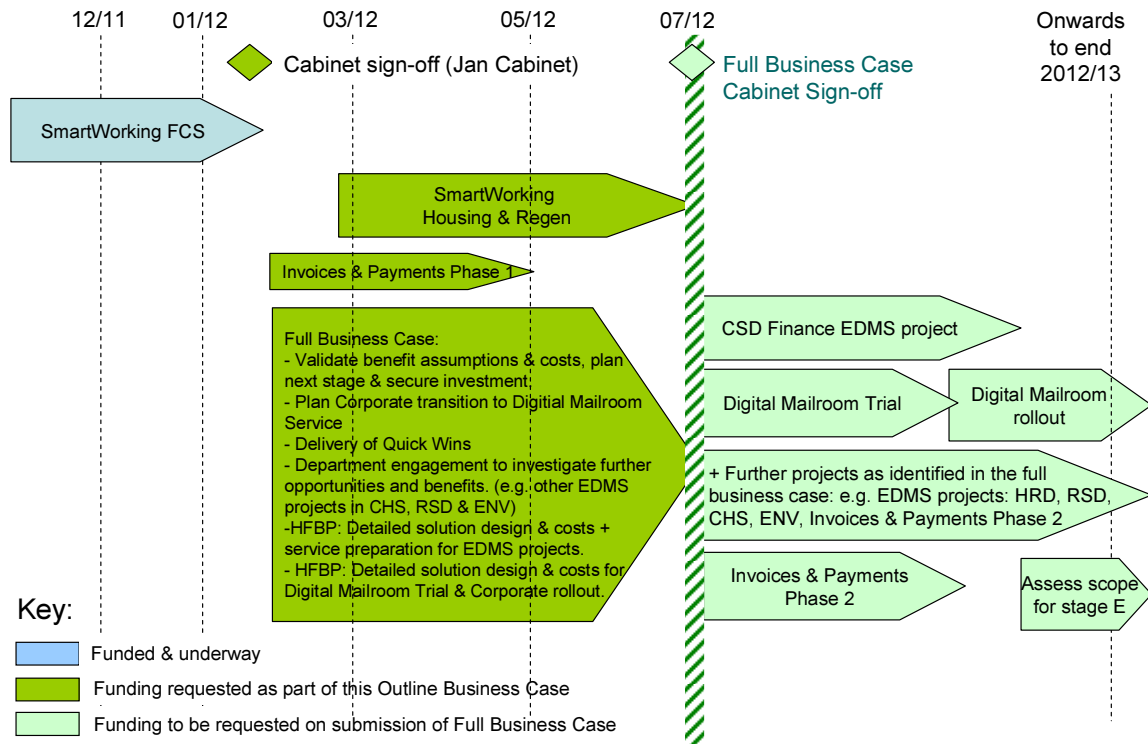 12/11
01/12
03/12
05/12
07/12
Onwards
to end
2012/13
Cabinet sign-off (Jan Cabinet)
Full Business Case
Cabinet Sign-off
SmartWorking FCS
SmartWorking
Housing & Regen
Invoices & Payments Phase 1
Full Business Case:
- Validate benefit assumptions & costs, plan
next stage & secure investment
- Plan Corporate transition to Digitial Mailroom
Service
- Delivery of Quick Wins
- Department engagement to investigate further
opportunities and benefits. (e.g. other EDMS
projects in CHS, RSD & ENV)
-HFBP: Detailed solution design & costs +
service preparation for EDMS projects.
- HFBP: Detailed solution design & costs for
Digital Mailroom Trial & Corporate rollout.
CSD Finance EDMS project
Digital Mailroom Trial
Digital Mailroom
rollout
+ Further projects as identified in the full
business case: e.g. EDMS projects: HRD, RSD,
CHS, ENV, Invoices & Payments Phase 2
Invoices & Payments
Phase 2
Assess scope
for stage E
Key:
Funded & underway
Funding requested as part of this Outline Business Case
Funding to be requested on submission of Full Business Case